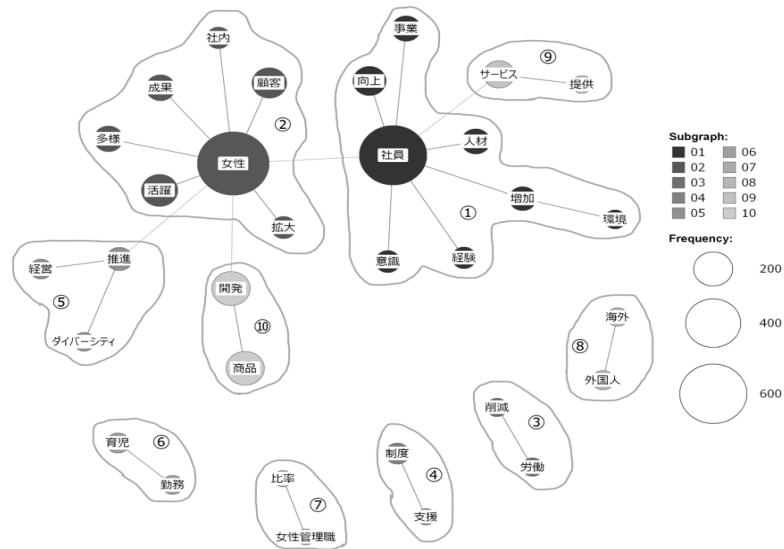 事業
社内
⑨
サービス
提供
向上
顧客
成果
②
多様
女性
社員
人材
活躍
増加
①
環境
拡大
意識
経験
推進
経営
⑤
ダイバーシティ
開発
⑩
商品
海外
⑧
外国人
削減
③
労働
育児
⑥
勤務
制度
④
支援
比率
⑦
女性管理職
Subgraph:
01 06
02 07
03 08
04 09
05 10
Frequency:
200
400
600